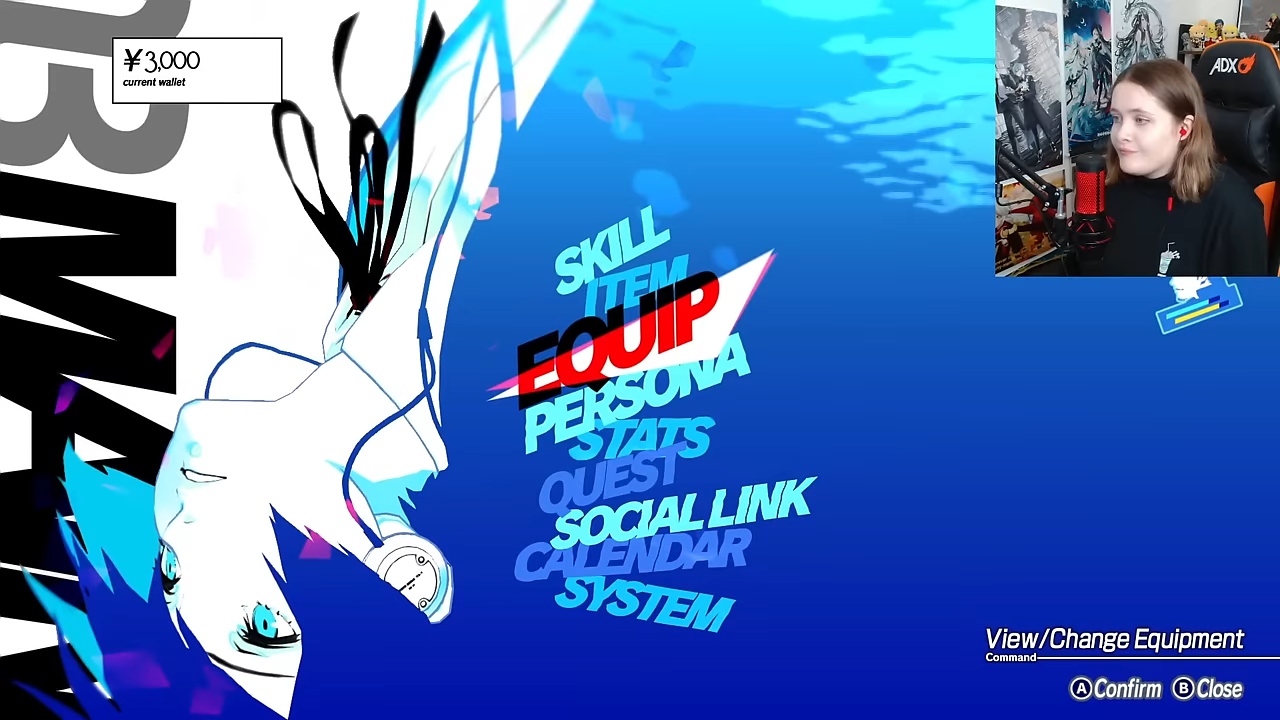 ¥3,000
current wallet
ADX
SKILL
ITEM
EQUIP
PERSONA
STATS
QUEST
SOCIAL LINK
CALENDAR
SYSTEM
View/Change Equipment
Command
A Confirm B Close